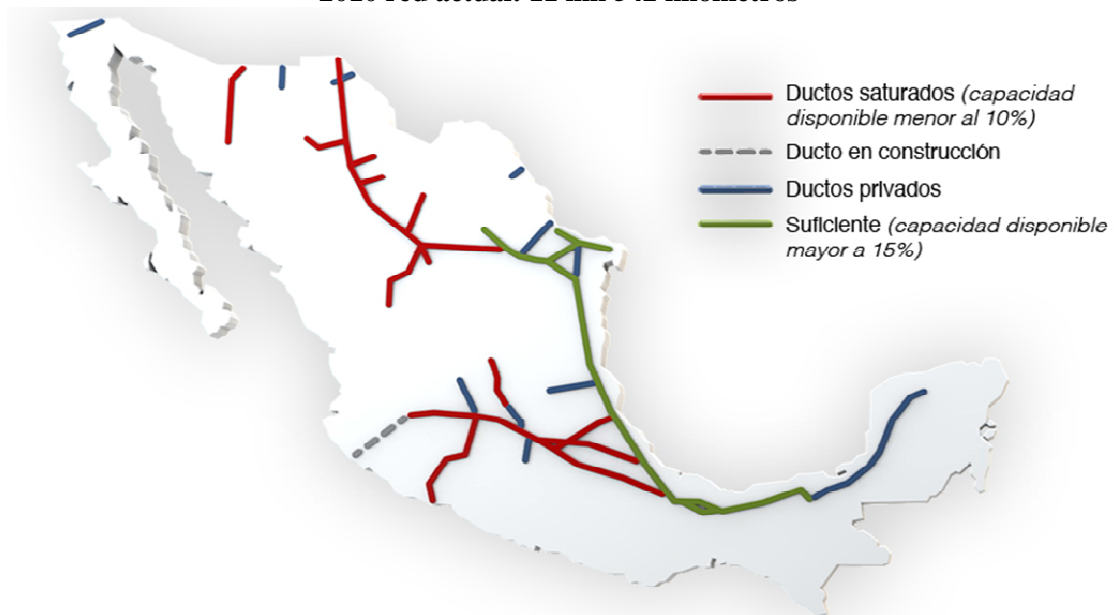 Ductos saturados (capacidad
disponible menor al 10%)
Ducto en construcción
Ductos privados
Suficiente (capacidad disponible
mayor a 15%)